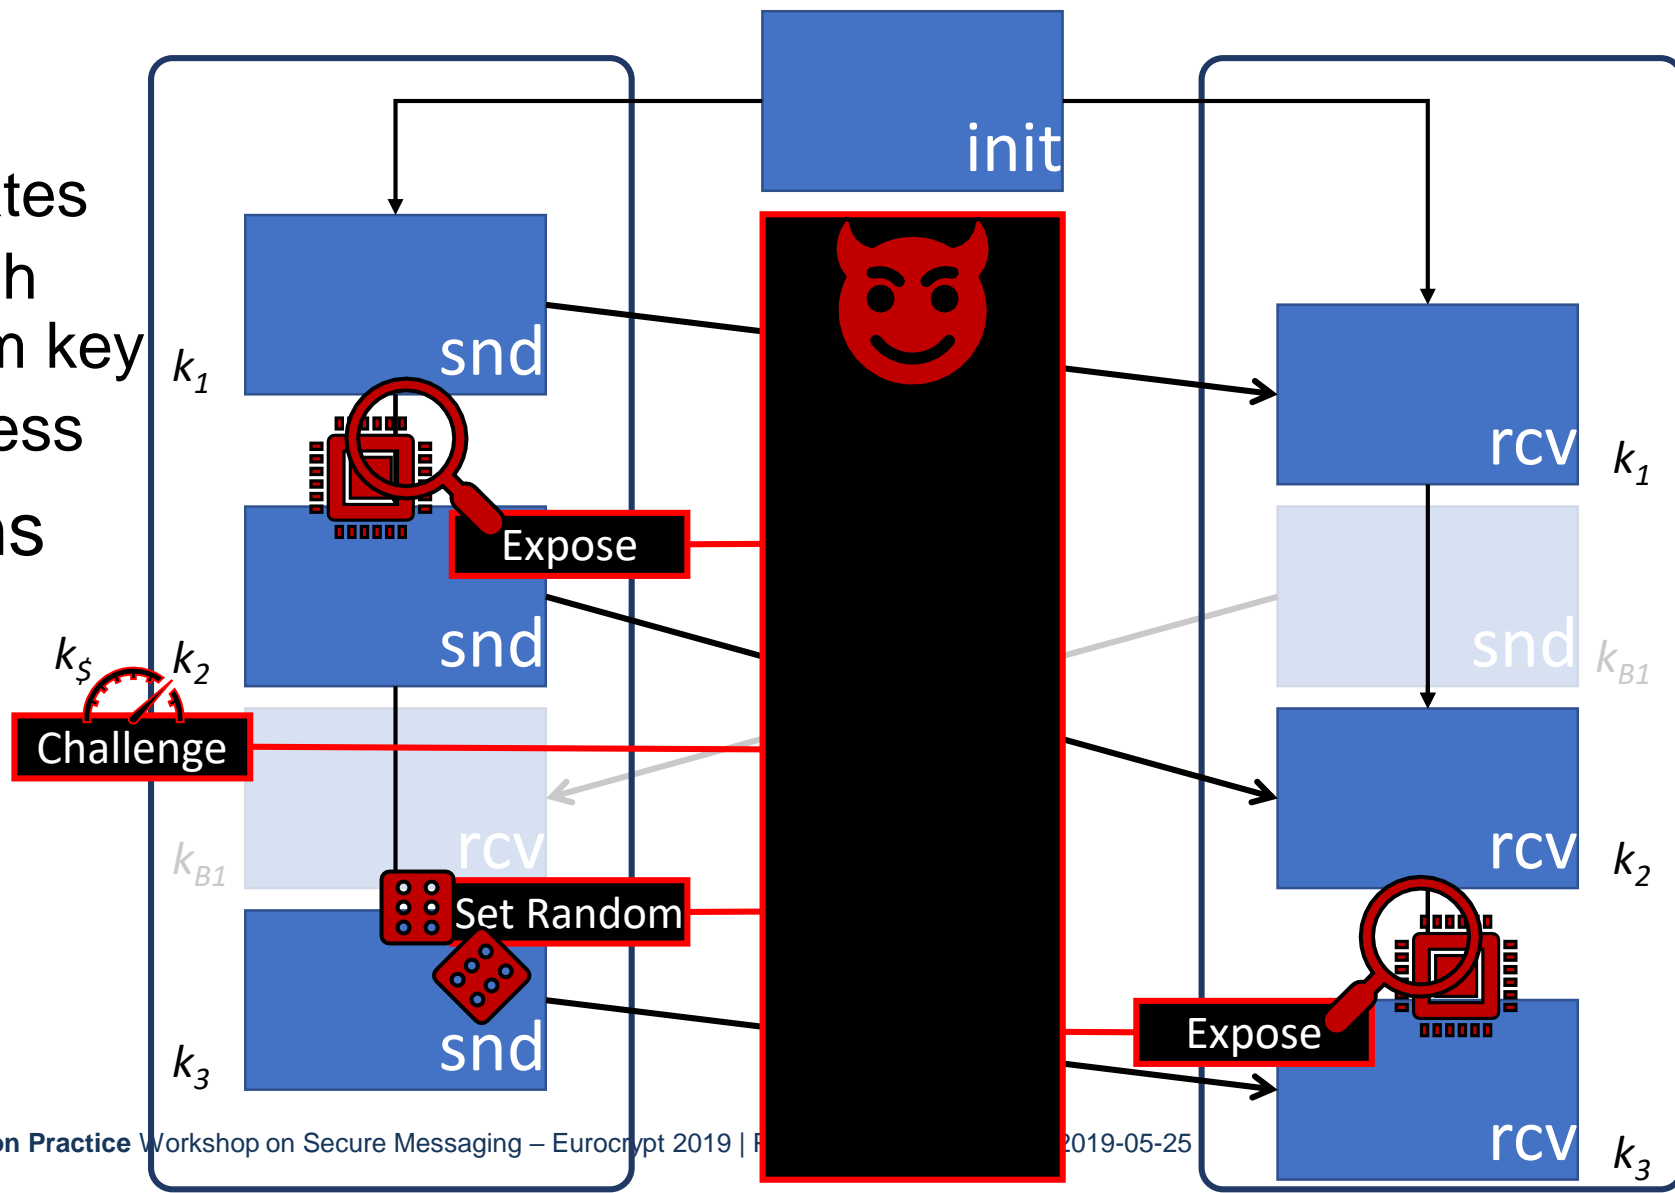 init
tes
h
m key
ess
ns
snd
k1
rcv
k1
Expose
snd
k$
k2
snd
kB1
Challenge
rcv
kB1
rcv
k2
Set Random
snd
k3
Expose
rcv
k3
on Practice Workshop on Secure Messaging – Eurocrypt 2019 |
2019-05-25